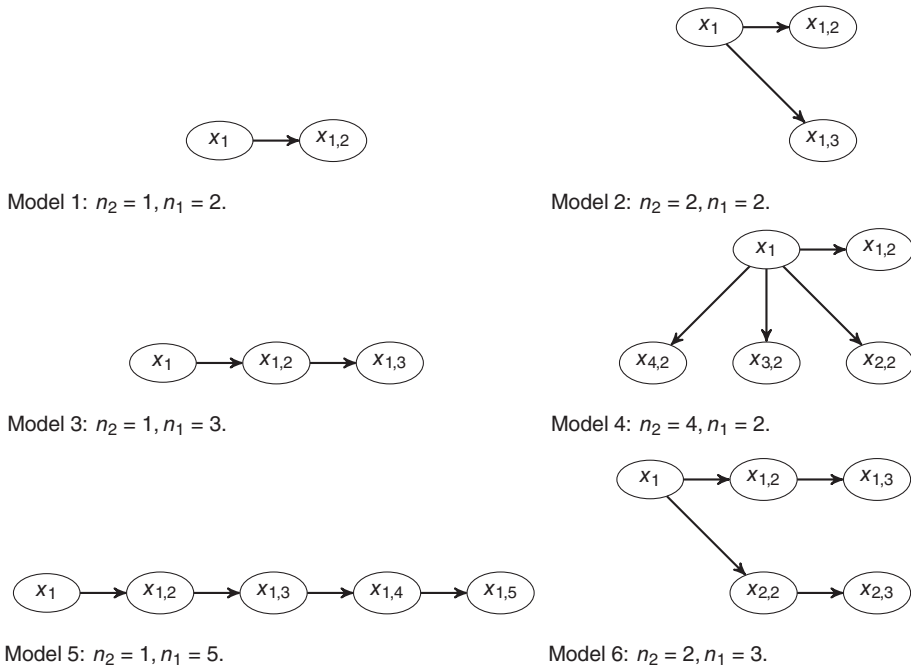 x1 x1,2
x1,3
x1 x1,2
Model 1: n2 = 1, n1 = 2.
Model 2: n2 = 2, n1 = 2.
x1 x1,2
x4,2 x3,2 x2,2
x1 x1,2 x1,3
Model 3: n2 = 1, n1 = 3.
Model 4: n2 = 4, n1 = 2.
x1 x1,2 x1,3
x2,2 x2,3
x1 x1,2 x1,3 x1,4 x1,5
Model 5: n2 = 1, n1 = 5.
Model 6: n2 = 2, n1 = 3.